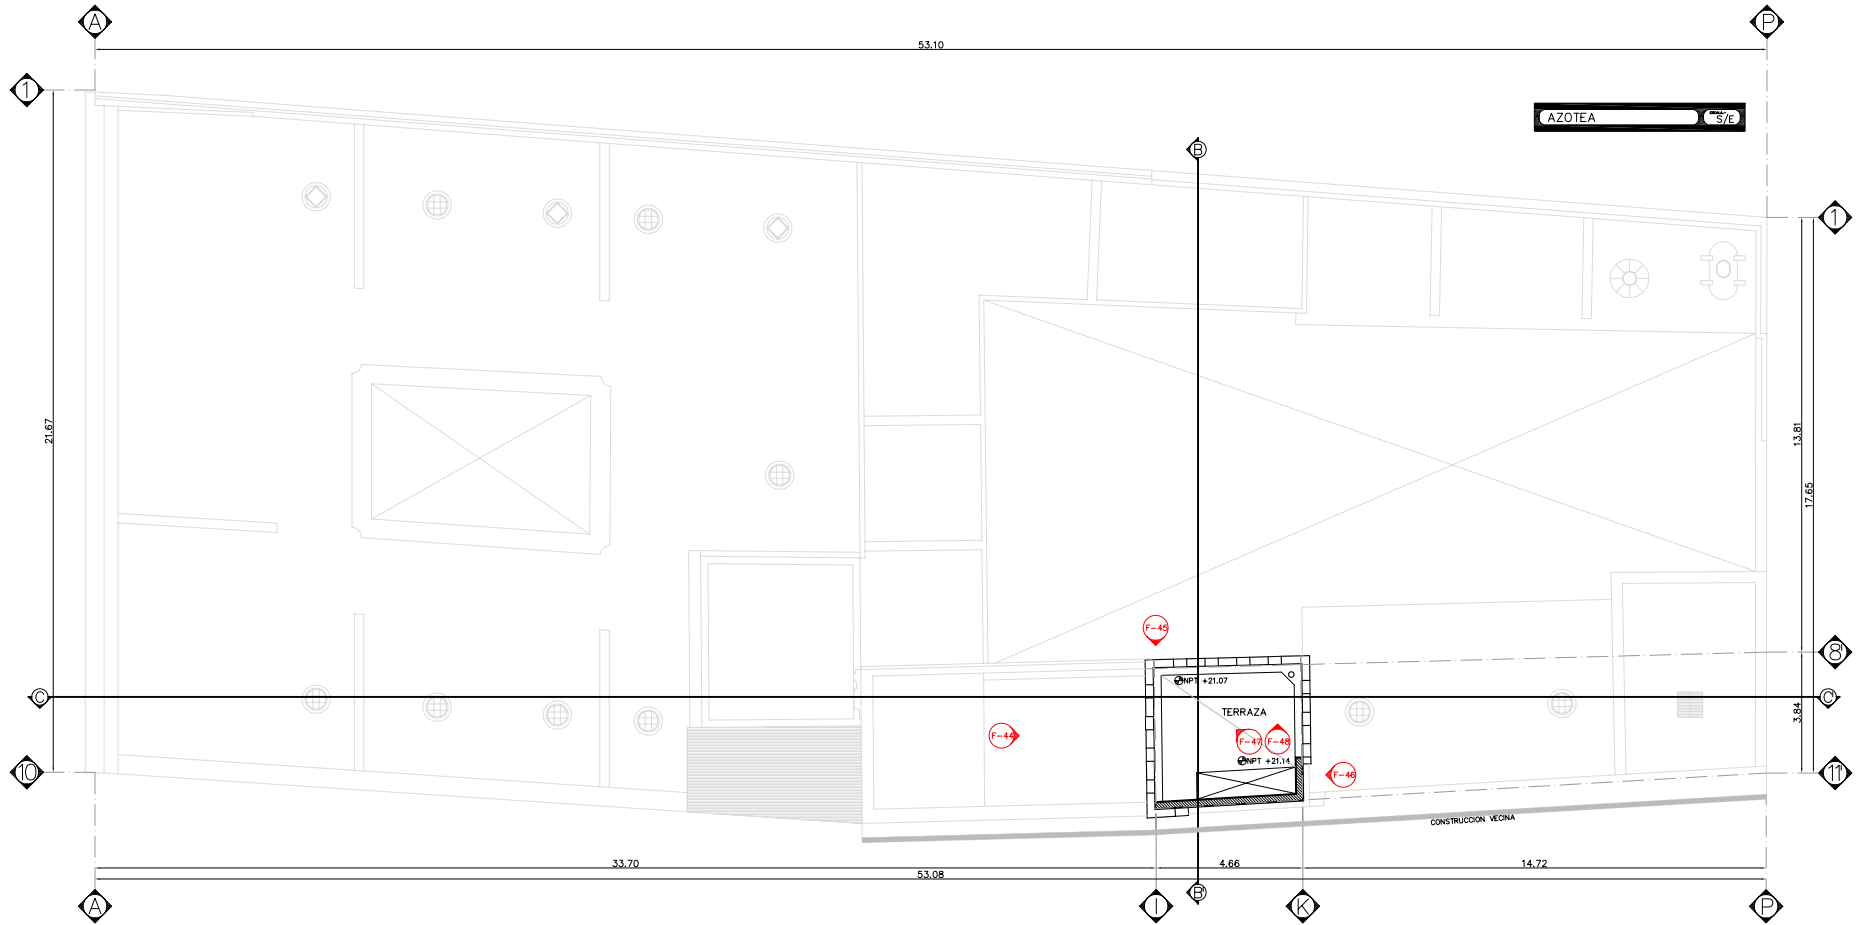 A
P
53.10
1
AZOTEA
S/E
B
1
21.67
13.81
17.65
F-45
8'
NPT +21.07
C
C'
TERRAZA
3.84
F-44
F-47
F-48
NPT +21.14
F-46
10
11'
CONSTRUCCION VECINA
33.70
4.66
14.72
53.08
B'
A
I
K
P